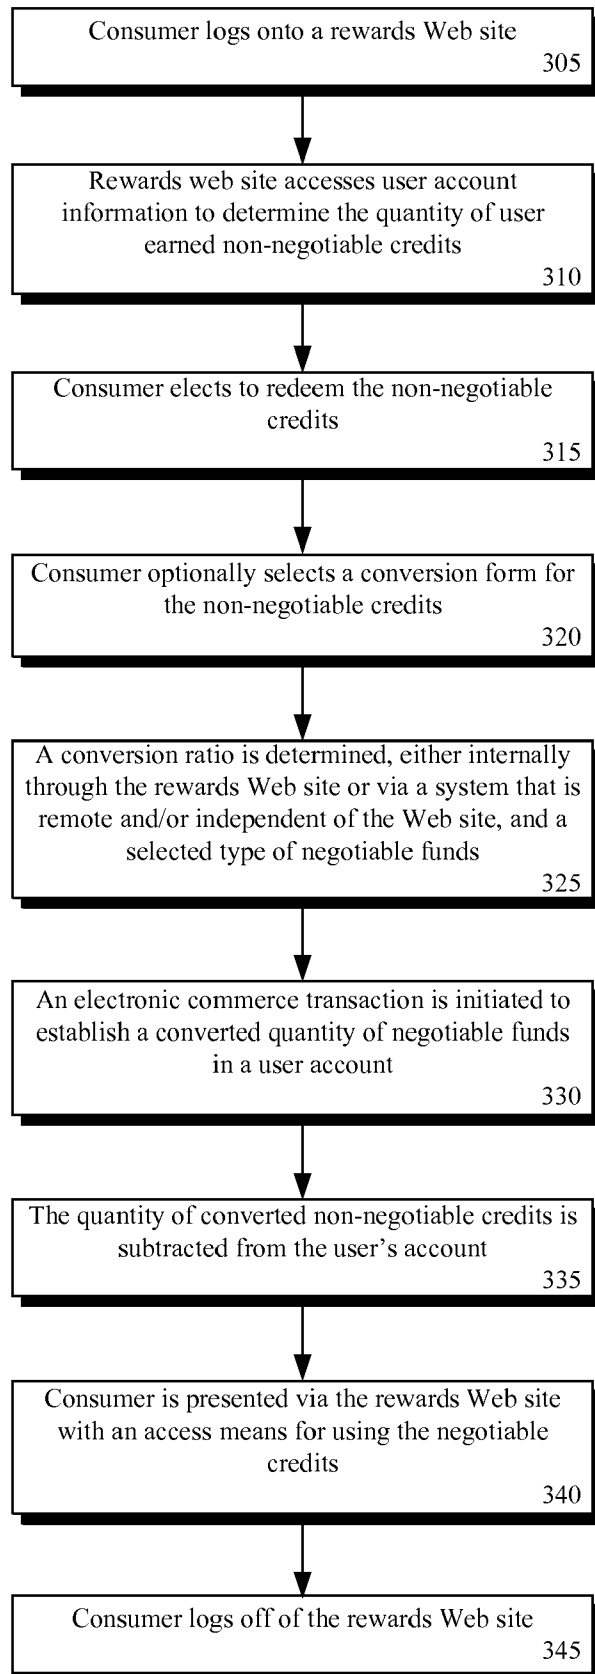 Consumer logs onto a rewards Web site
305
Rewards web site accesses user account
information to determine the quantity of user
earned non-negotiable credits
310
Consumer elects to redeem the non-negotiable
credits
315
Consumer optionally selects a conversion form for
the non-negotiable credits
320
A conversion ratio is determined, either internally
through the rewards Web site or via a system that is
remote and/or independent of the Web site, and a
selected type of negotiable funds
325
An electronic commerce transaction is initiated to
establish a converted quantity of negotiable funds
in a user account
330
The quantity of converted non-negotiable credits is
subtracted from the user's account
335
Consumer is presented via the rewards Web site
with an access means for using the negotiable
credits
340
Consumer logs off of the rewards Web site
345